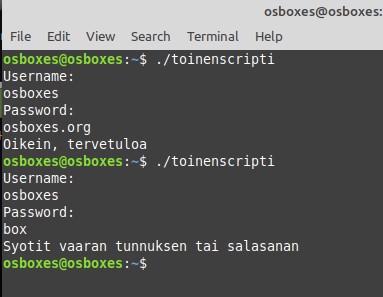 osboxes@osboxes:
File Edit View Search Terminal Help
osboxes@osboxes:~$ ./toinenscripti
Username:
osboxes
Password:
osboxes.org
Oikein, tervetuloa
osboxes@osboxes:~$ ./toinenscripti
Username:
osboxes
Password:
box
Syotit vaaran tunnuksen tai salasanan
osboxes@osboxes:~$